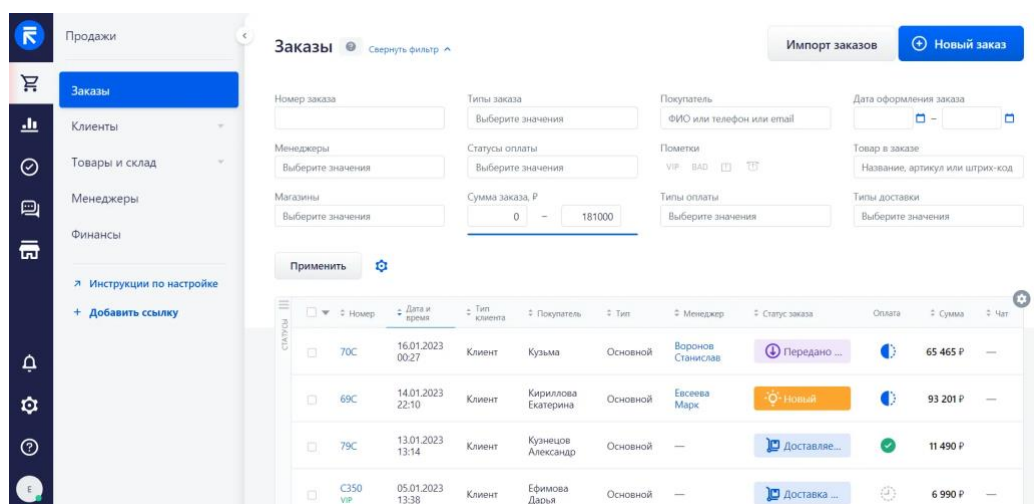 Продажи
Заказы
Клиенты
Товары и склад
Менеджеры
Финансы
Инструкции по настройке
+ Добавить ссылку
E
Заказы ? Свернуть фильтр
Импорт заказов
Новый заказ
Номер заказа
Типы заказа
Покупатель
Дата оформления заказа
Выберите значения
ФИО или телефон или email
–
Менеджеры
Статусы оплаты
Пометки
Товар в заказе
Выберите значения
Выберите значения
VIP BAD
Название, артикул или штрих-код
Магазины
Сумма заказа, ₽
Типы оплаты
Типы доставки
Выберите значения
0 – 181000
Выберите значения
Выберите значения
Применить
СТАТУСЫ
Номер
Дата и время
Тип клиента
Покупатель
Тип
Менеджер
Статус заказа
Оплата
Сумма
Чат
70C
16.01.2023 00:27
Клиент
Кузьма
Основной
Воронов Станислав
Передано ...
65 465 ₽
—
69C
14.01.2023 22:10
Клиент
Кириллова Екатерина
Основной
Евсеева Марк
Новый
93 201 ₽
—
79C
13.01.2023 13:14
Клиент
Кузнецов Александр
Основной
—
Доставляе...
11 490 ₽
—
C350
VIP
05.01.2023 13:38
Клиент
Ефимова Дарья
Основной
—
Доставка ...
6 990 ₽
—